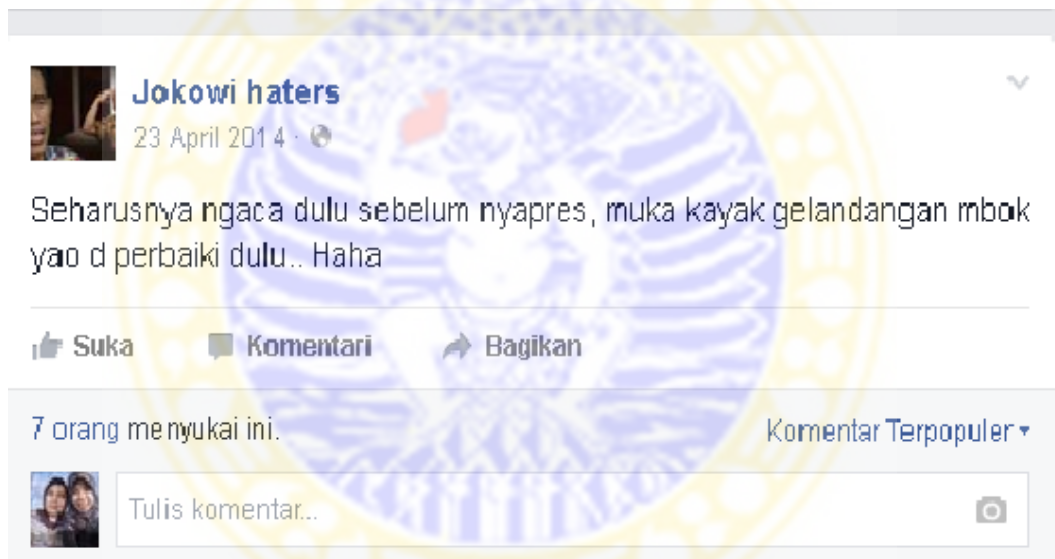 Jokowi haters
23 April 2014 ·
Seharusnya ngaca dulu sebelum nyapres, muka kayak gelandangan mbok
yao d perbaiki dulu.. Haha
Suka Komentari Bagikan
7 orang menyukai ini. Komentar Terpopuler
Tulis komentar...